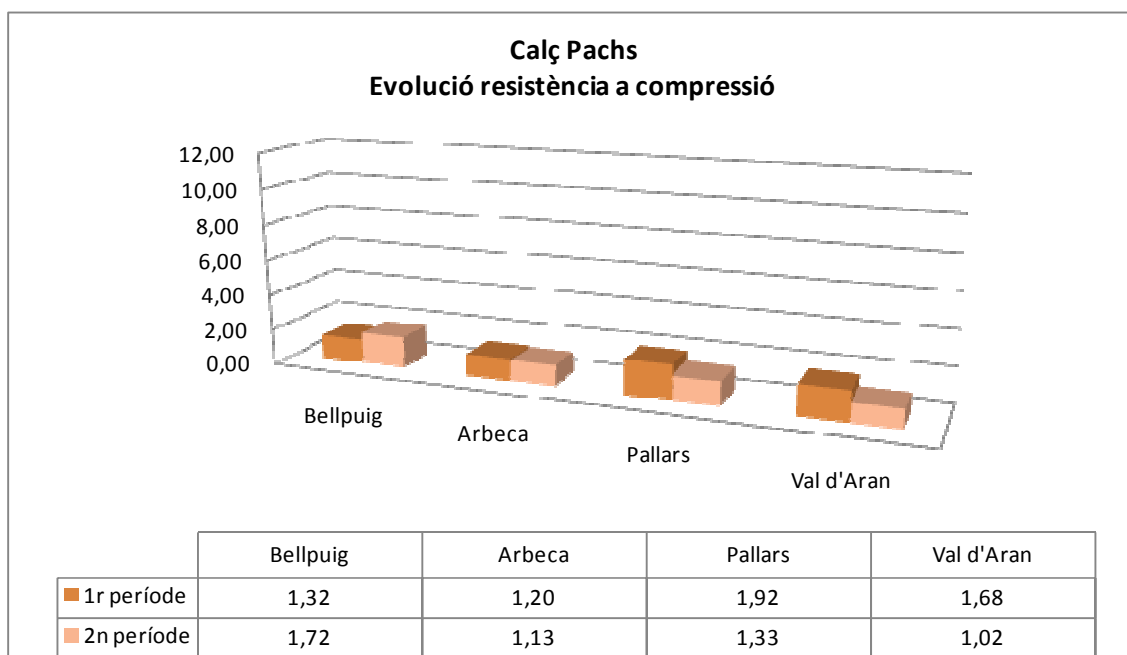 Calç Pachs
Evolució resistència a compressió
12,00
10,00
8,00
6,00
4,00
2,00
0,00
Bellpuig
Arbeca
Pallars
Val d'Aran
Bellpuig Arbeca Pallars Val d'Aran
1r període 1,32 1,20 1,92 1,68
2n període 1,72 1,13 1,33 1,02